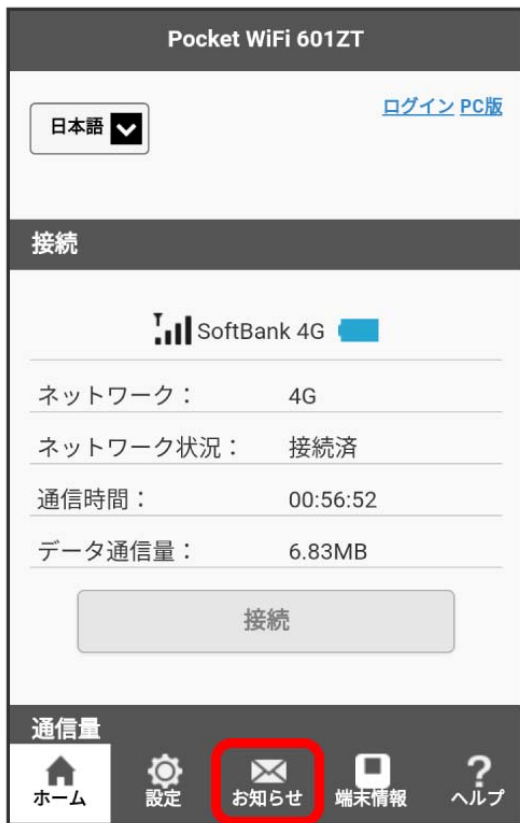 Pocket WiFi 601ZT
ログイン PC版
日本語
接続
SoftBank 4G
ネットワーク： 4G
ネットワーク状況： 接続済
通信時間： 00:56:52
データ通信量： 6.83MB
接続
通信量
ホーム 設定 お知らせ 端末情報 ヘルプ